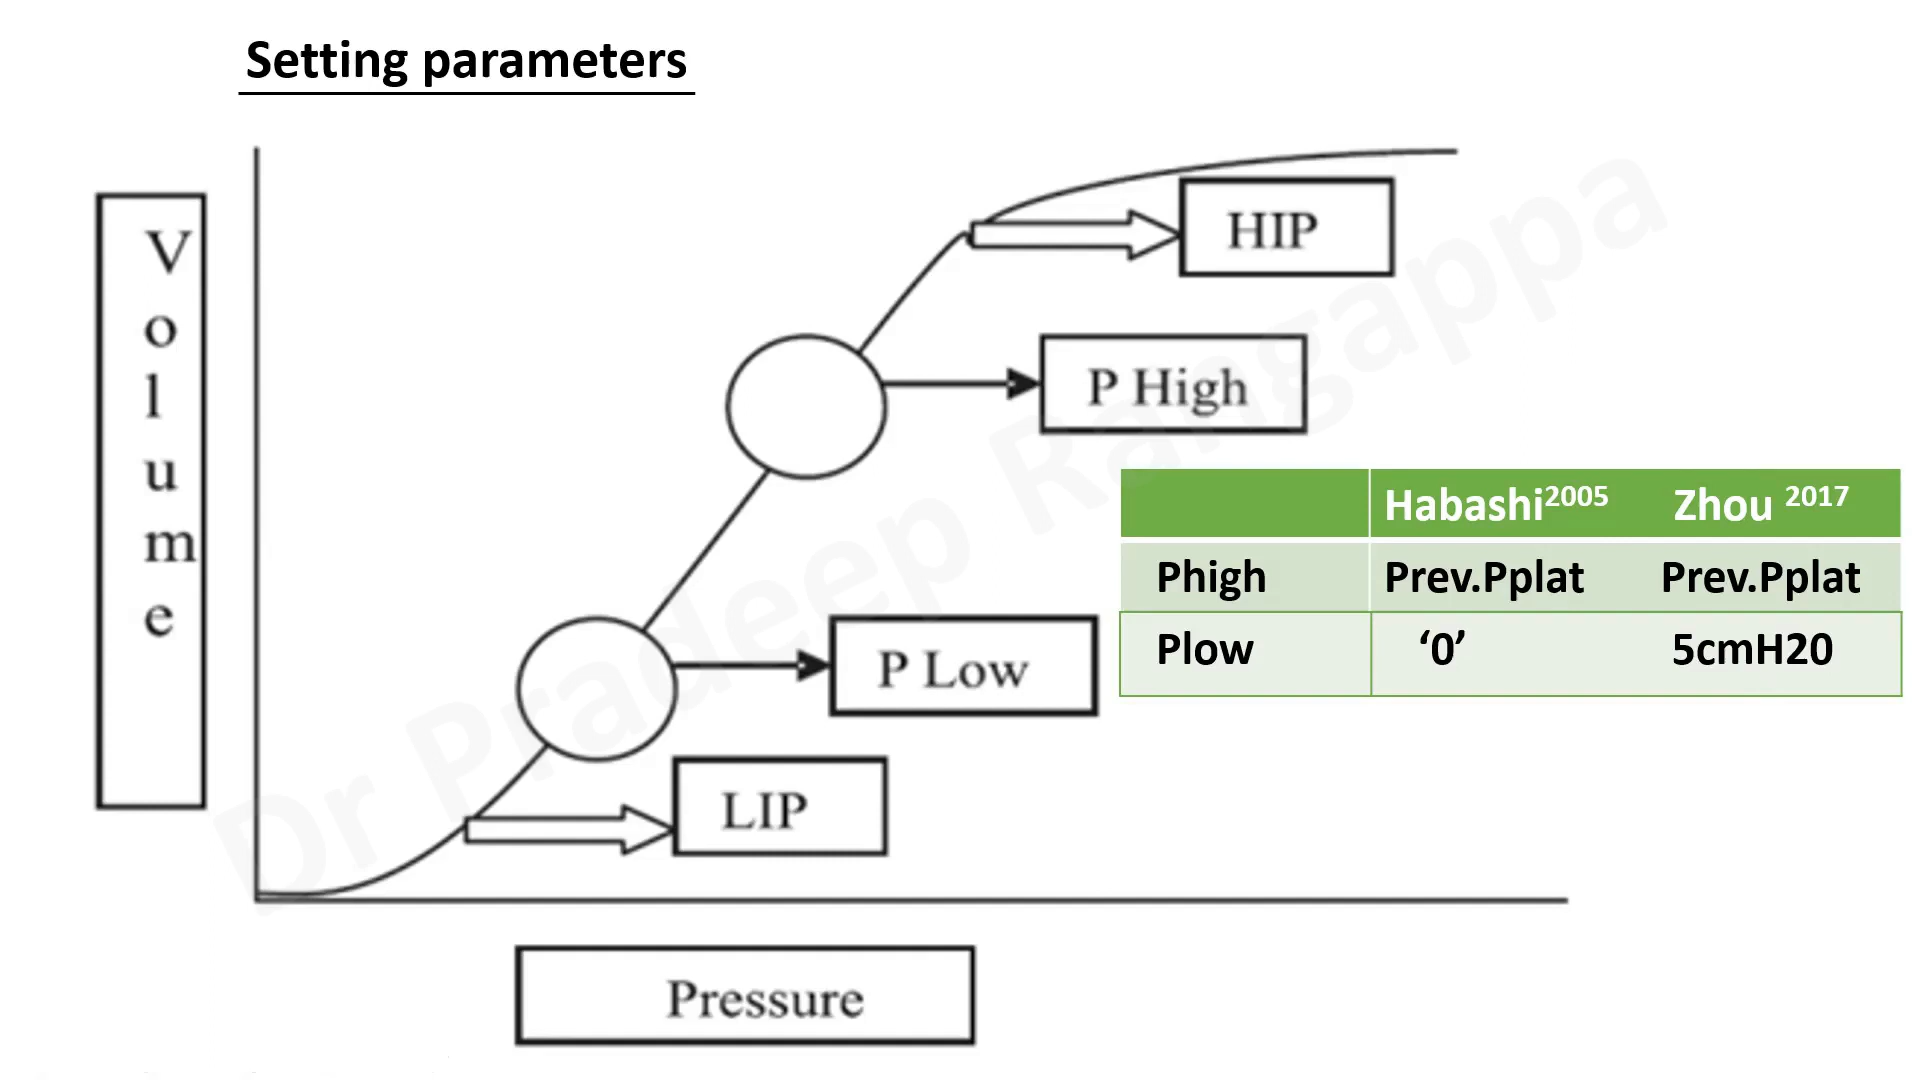 Setting parameters
Volume
HIP
P High
P Low
LIP
Pressure
Habashi2005 Zhou 2017
Phigh Prev.Pplat Prev.Pplat
Plow ‘0’ 5cmH20
Dr Pradeep Rangappa